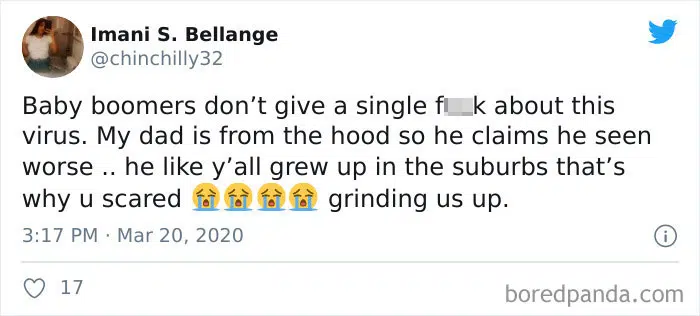 Imani S. Bellange
@chinchilly32
Baby boomers don’t give a single f k about this
virus. My dad is from the hood so he claims he seen
worse .. he like y’all grew up in the suburbs that’s
why u scared 😭😭😭😭 grinding us up.
3:17 PM · Mar 20, 2020
17
boredpanda.com